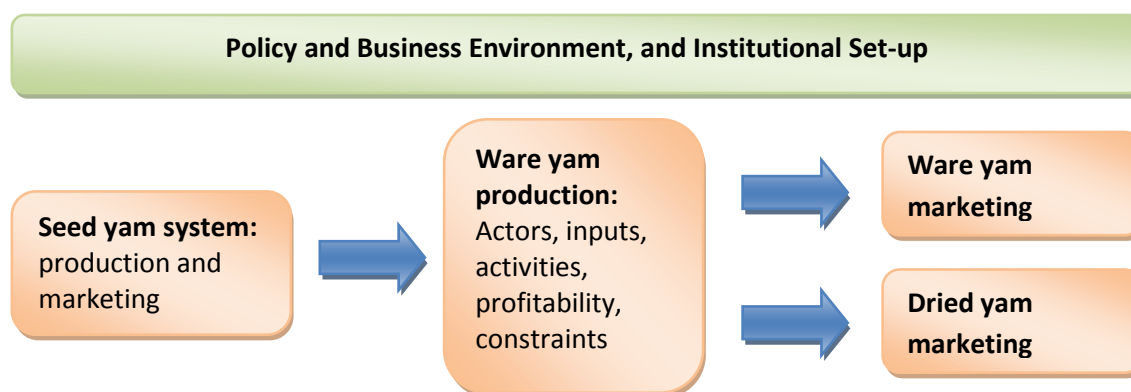 Policy and Business Environment, and Institutional Set-up
Seed yam system:
production and
marketing
Ware yam
production:
Actors, inputs,
activities,
profitability,
constraints
Ware yam
marketing
Dried yam
marketing